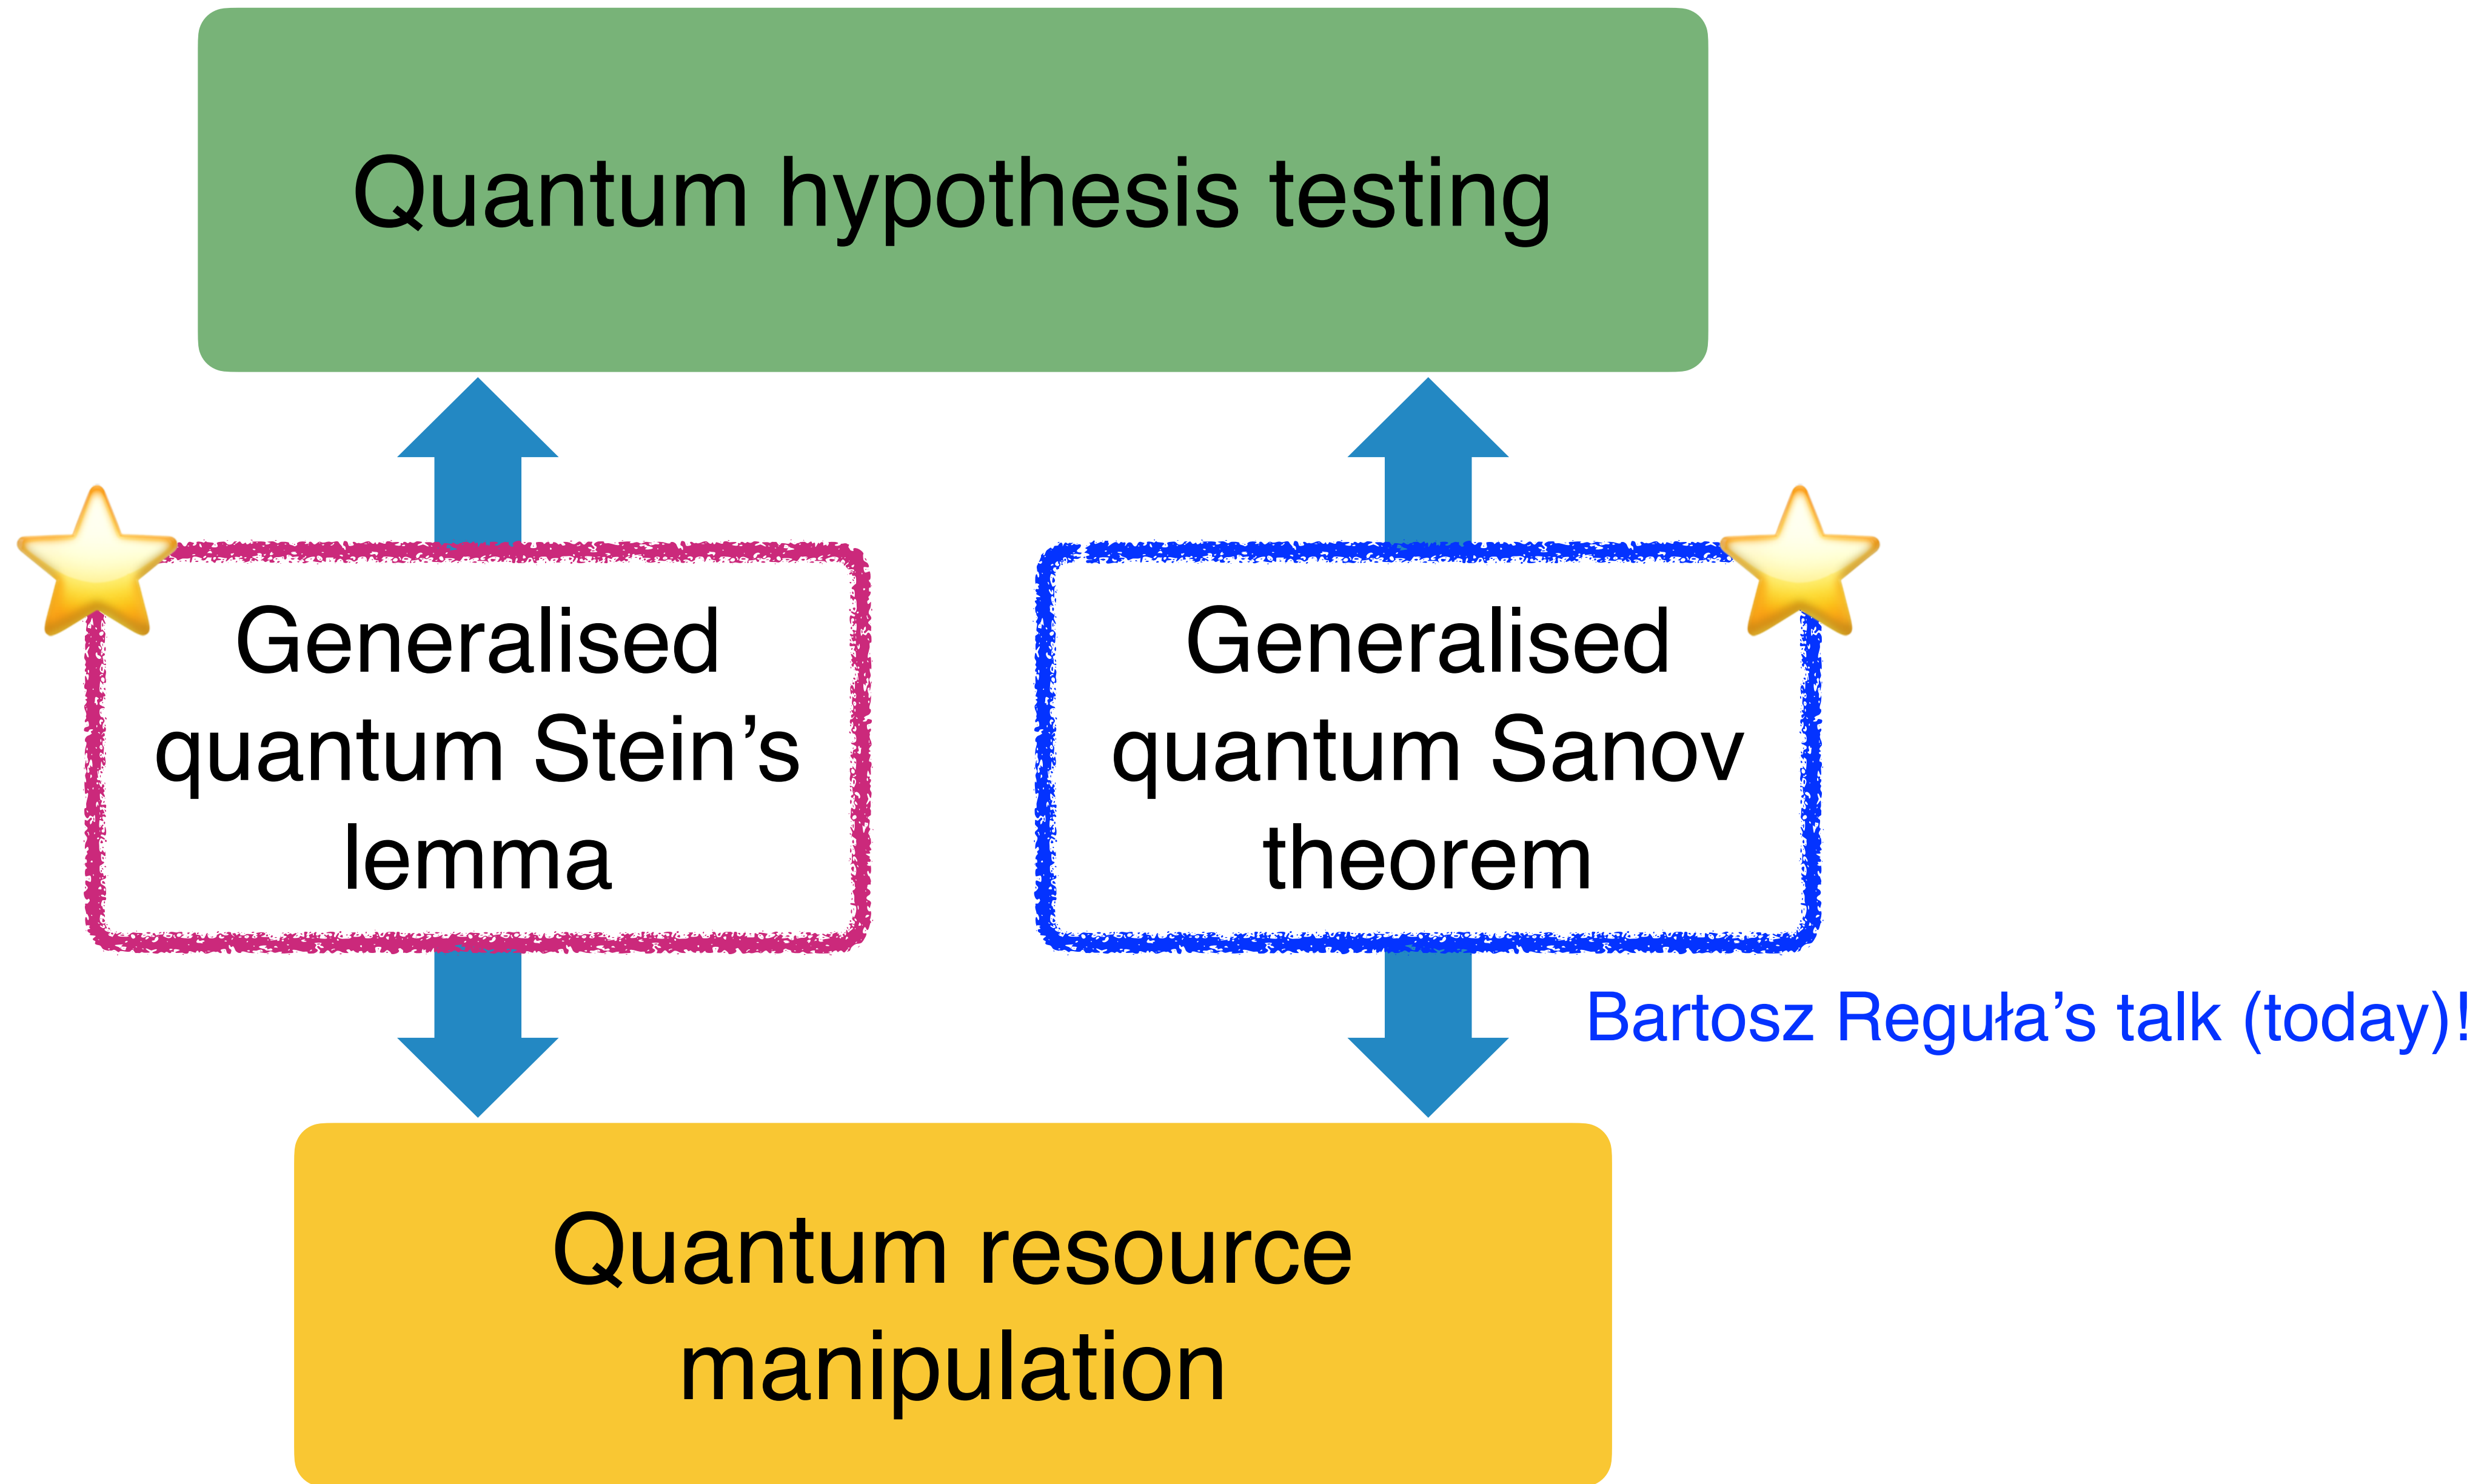 Quantum hypothesis testing
Generalised
quantum Stein’s
lemma
Generalised
quantum Sanov
theorem
Bartosz Reguła’s talk (today)!
Quantum resource
manipulation